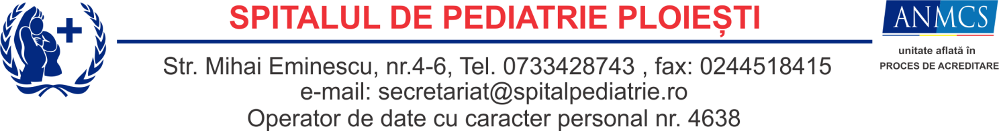 SPITALUL DE PEDIATRIE PLOIEȘTI
Str. Mihai Eminescu, nr.4-6, Tel. 0733428743 , fax: 0244518415
e-mail: secretariat@spitalpediatrie.ro
Operator de date cu caracter personal nr. 4638
ANMCS
unitate aflată în
PROCES DE ACREDITARE